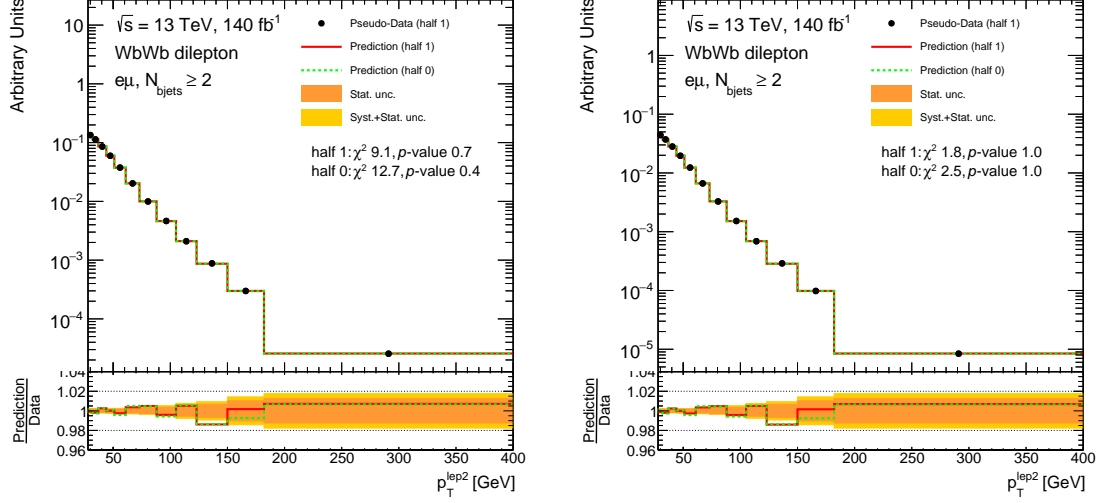 Arbitrary Units
√s = 13 TeV, 140 fb⁻¹
WbWb dilepton
eμ, N_bjets ≥ 2
Pseudo-Data (half 1)
Prediction (half 1)
Prediction (half 0)
Stat. unc.
Syst.+Stat. unc.
half 1: χ² 9.1, p-value 0.7
half 0: χ² 12.7, p-value 0.4
10
1
10⁻¹
10⁻²
10⁻³
10⁻⁴
Prediction
Data
1.04
1.02
1
0.98
0.96
50 100 150 200 250 300 350 400
p_T^lep2 [GeV]
Arbitrary Units
√s = 13 TeV, 140 fb⁻¹
WbWb dilepton
eμ, N_bjets ≥ 2
Pseudo-Data (half 1)
Prediction (half 1)
Prediction (half 0)
Stat. unc.
Syst.+Stat. unc.
half 1: χ² 1.8, p-value 1.0
half 0: χ² 2.5, p-value 1.0
1
10⁻¹
10⁻²
10⁻³
10⁻⁴
10⁻⁵
Prediction
Data
1.04
1.02
1
0.98
0.96
50 100 150 200 250 300 350 400
p_T^lep2 [GeV]